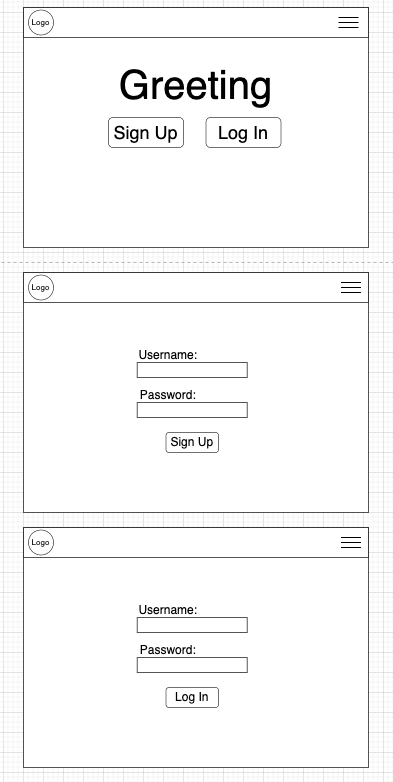 Logo
Greeting
Sign Up Log In
Logo
Username:
Password:
Sign Up
Logo
Username:
Password:
Log In